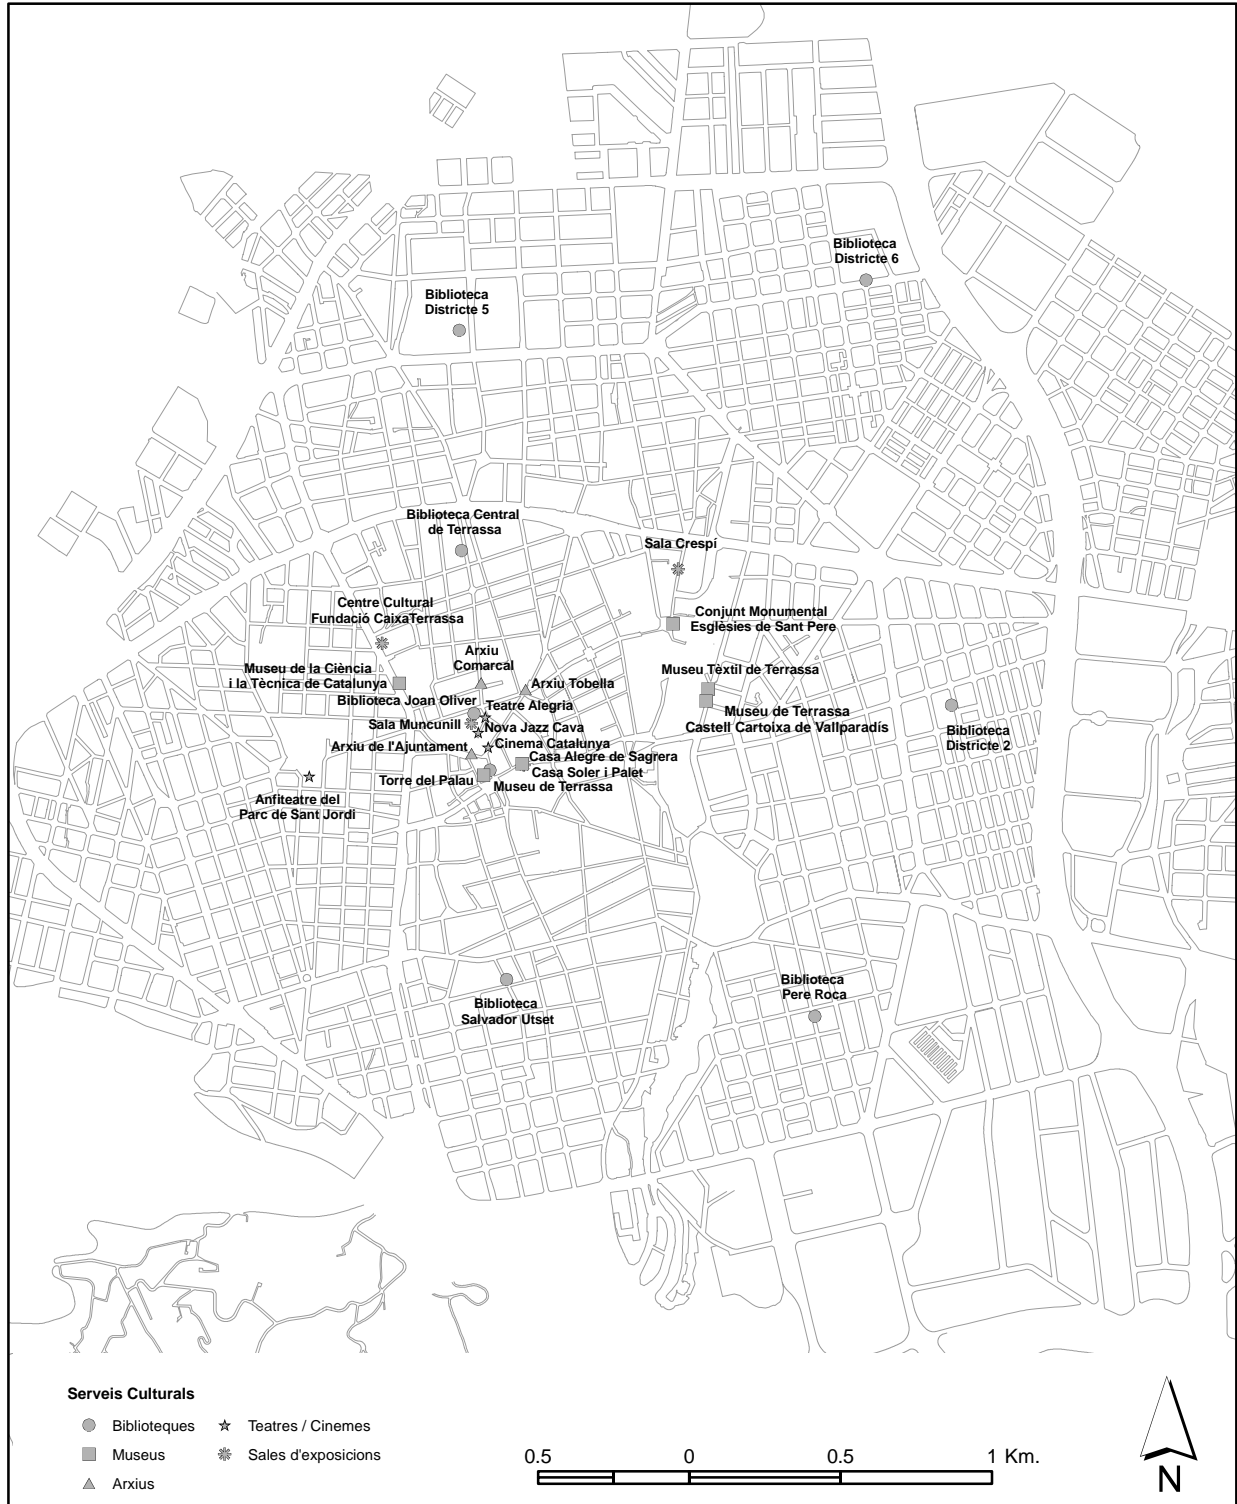 Biblioteca
Districte 6
Biblioteca
Districte 5
Biblioteca Central
de Terrassa
Sala Crespí
Centre Cultural
Fundació CaixaTerrassa
Conjunt Monumental
Esglèsies de Sant Pere
Arxiu
Comarcal
Museu de la Ciència
i la Tècnica de Catalunya
Museu Tèxtil de Terrassa
Arxiu Tobella
Biblioteca Joan Oliver
Teatre Alegria
Museu de Terrassa
Castell Cartoixa de Vallparadís
Sala Muncunill
Nova Jazz Cava
Biblioteca
Districte 2
Arxiu de l'Ajuntament
Cinema Catalunya
Casa Alegre de Sagrera
Casa Soler i Palet
Torre del Palau
Museu de Terrassa
Anfiteatre del
Parc de Sant Jordi
Biblioteca
Pere Roca
Biblioteca
Salvador Utset
Serveis Culturals
Biblioteques
Teatres / Cinemes
Museus
Sales d'exposicions
Arxius
0.5 0 0.5 1 Km.
N